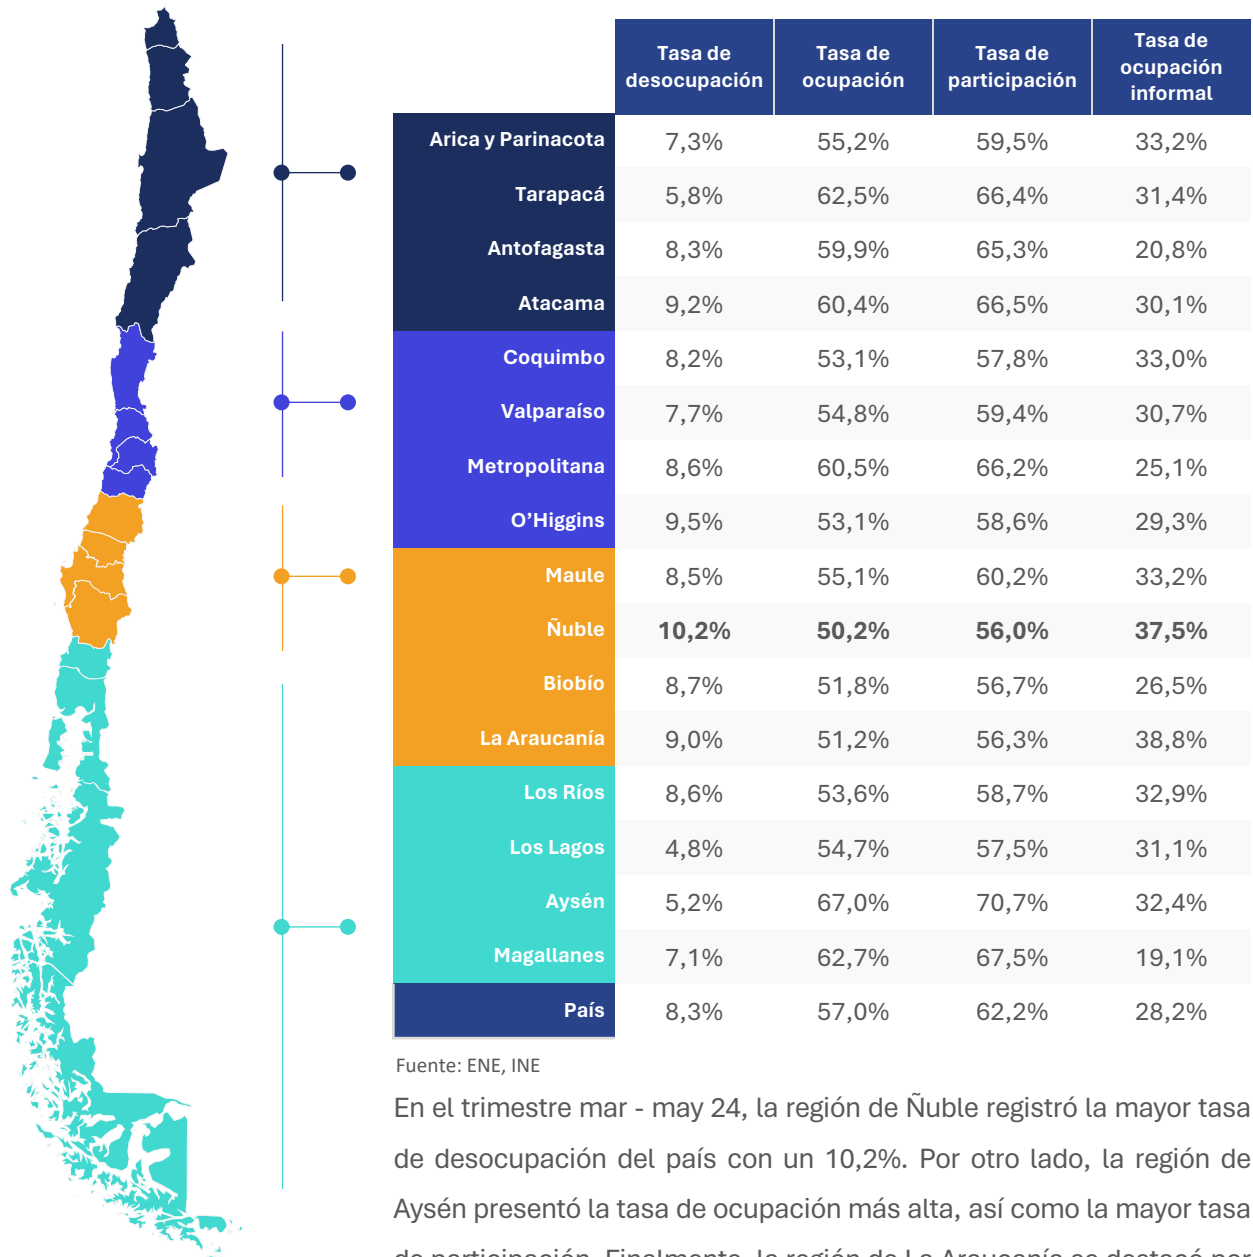 Tasa de desocupación Tasa de ocupación Tasa de participación Tasa de ocupación informal
Arica y Parinacota 7,3% 55,2% 59,5% 33,2%
Tarapacá 5,8% 62,5% 66,4% 31,4%
Antofagasta 8,3% 59,9% 65,3% 20,8%
Atacama 9,2% 60,4% 66,5% 30,1%
Coquimbo 8,2% 53,1% 57,8% 33,0%
Valparaíso 7,7% 54,8% 59,4% 30,7%
Metropolitana 8,6% 60,5% 66,2% 25,1%
O’Higgins 9,5% 53,1% 58,6% 29,3%
Maule 8,5% 55,1% 60,2% 33,2%
Ñuble 10,2% 50,2% 56,0% 37,5%
Biobío 8,7% 51,8% 56,7% 26,5%
La Araucanía 9,0% 51,2% 56,3% 38,8%
Los Ríos 8,6% 53,6% 58,7% 32,9%
Los Lagos 4,8% 54,7% 57,5% 31,1%
Aysén 5,2% 67,0% 70,7% 32,4%
Magallanes 7,1% 62,7% 67,5% 19,1%
País 8,3% 57,0% 62,2% 28,2%
Fuente: ENE, INE
En el trimestre mar - may 24, la región de Ñuble registró la mayor tasa
de desocupación del país con un 10,2%. Por otro lado, la región de
Aysén presentó la tasa de ocupación más alta, así como la mayor tasa
de participación. Finalmente, la región de La Araucanía se destacó por